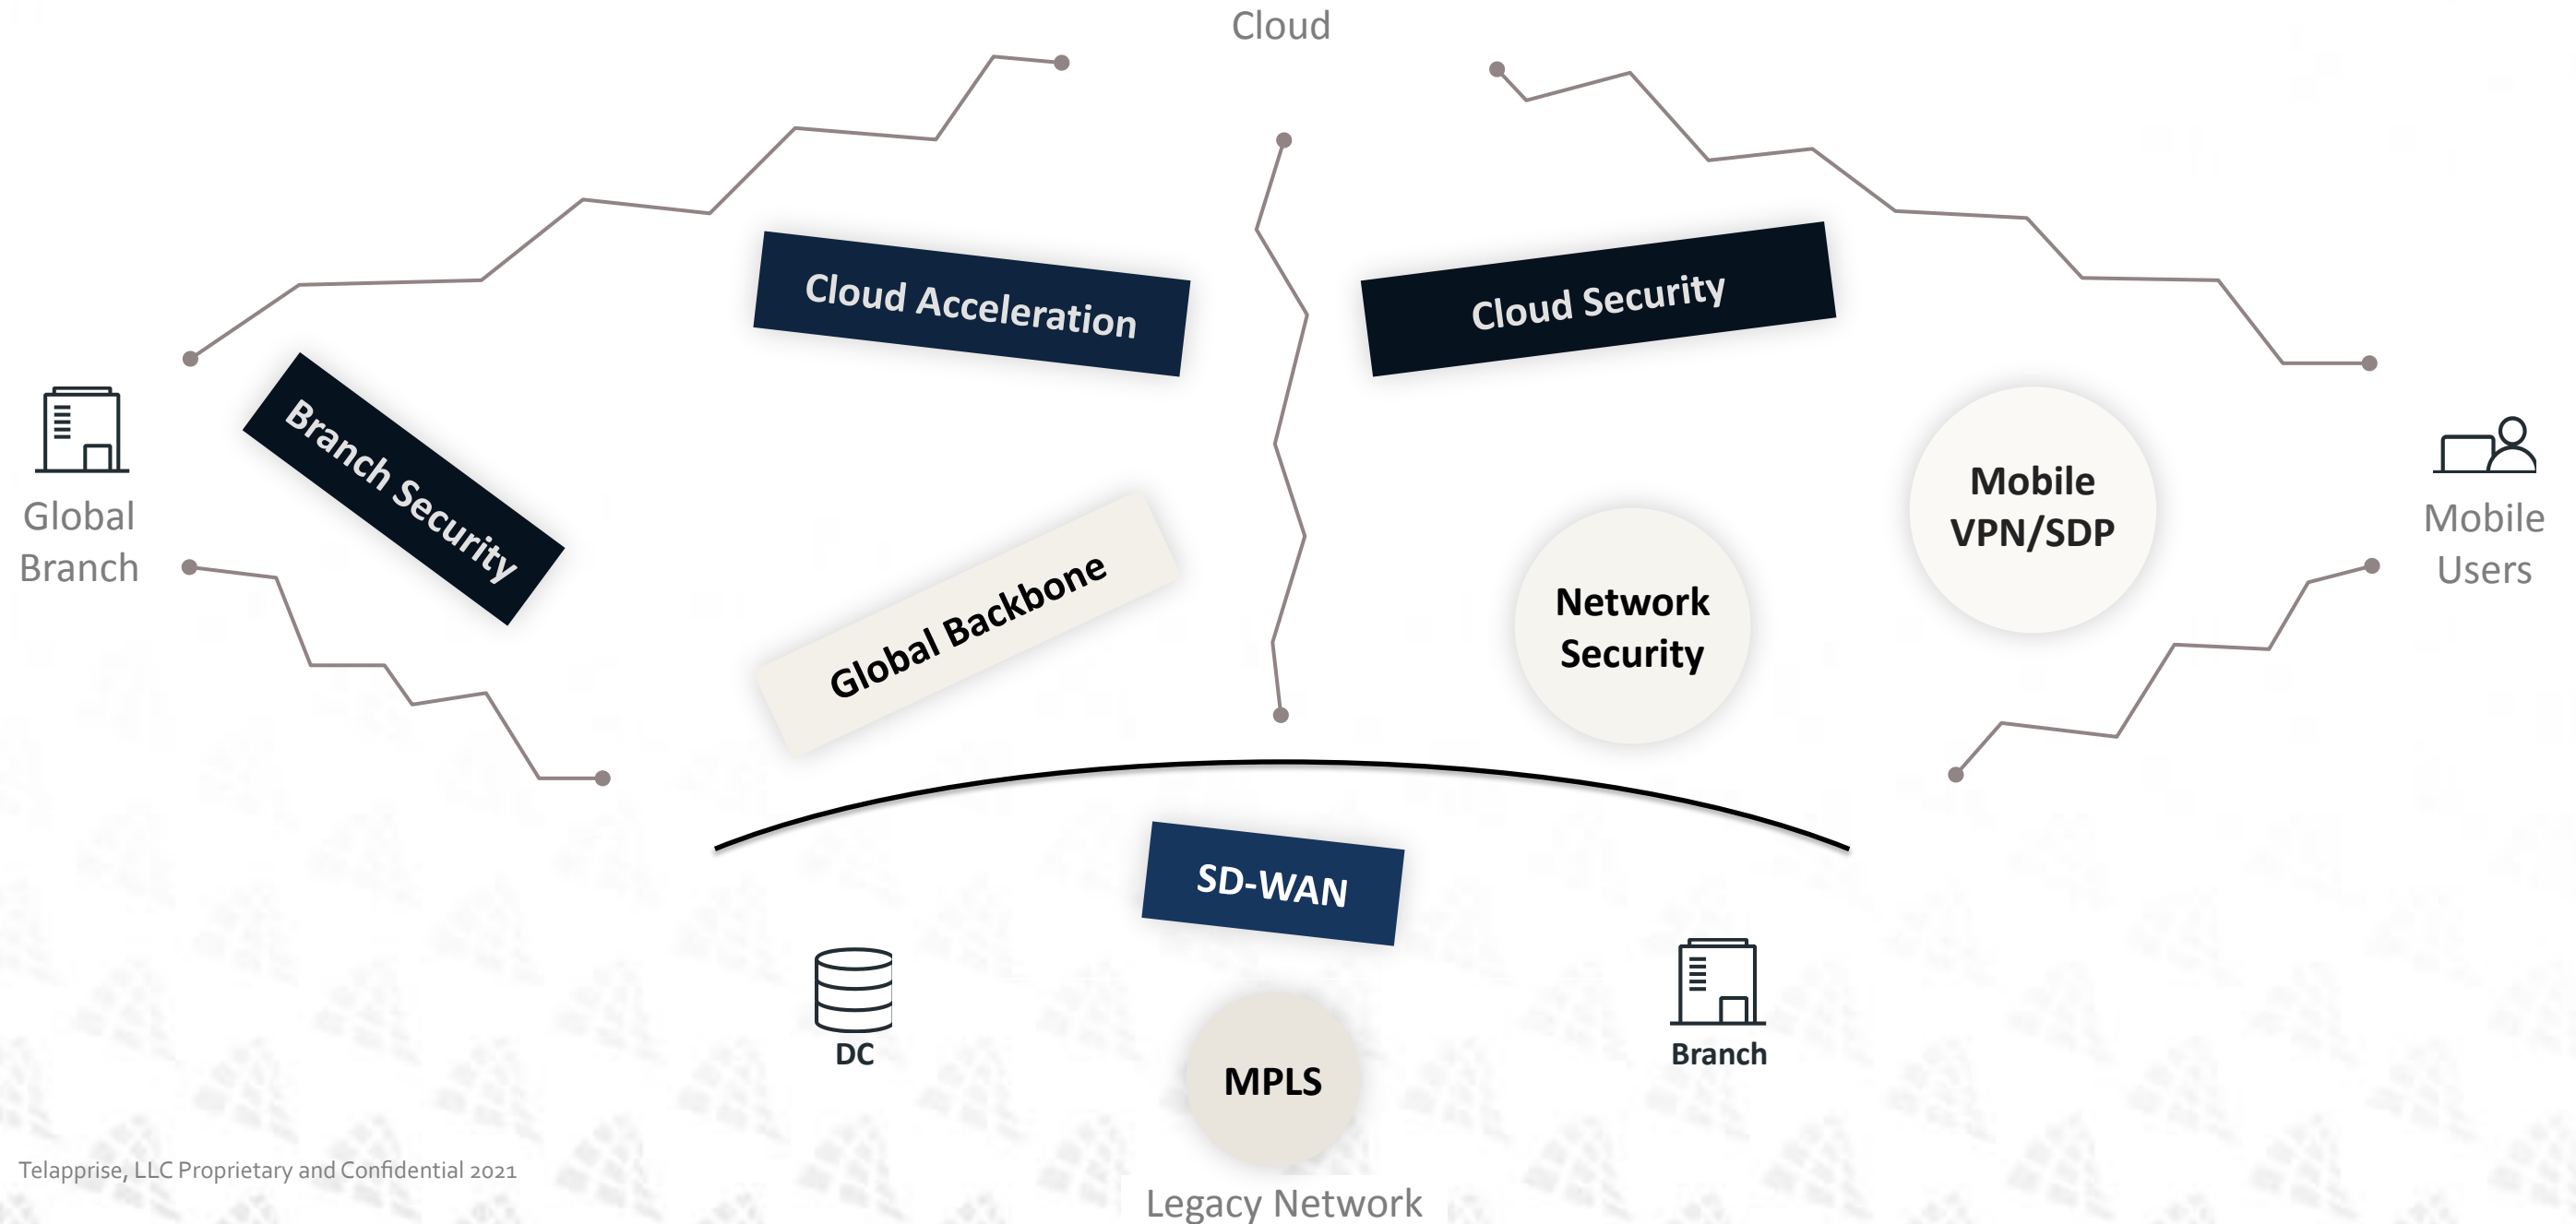 Cloud
Cloud Acceleration
Cloud Security
Branch Security
Global
Branch
Global Backbone
Network
Security
Mobile
VPN/SDP
Mobile
Users
SD-WAN
DC
MPLS
Branch
Telapprise, LLC Proprietary and Confidential 2021
Legacy Network